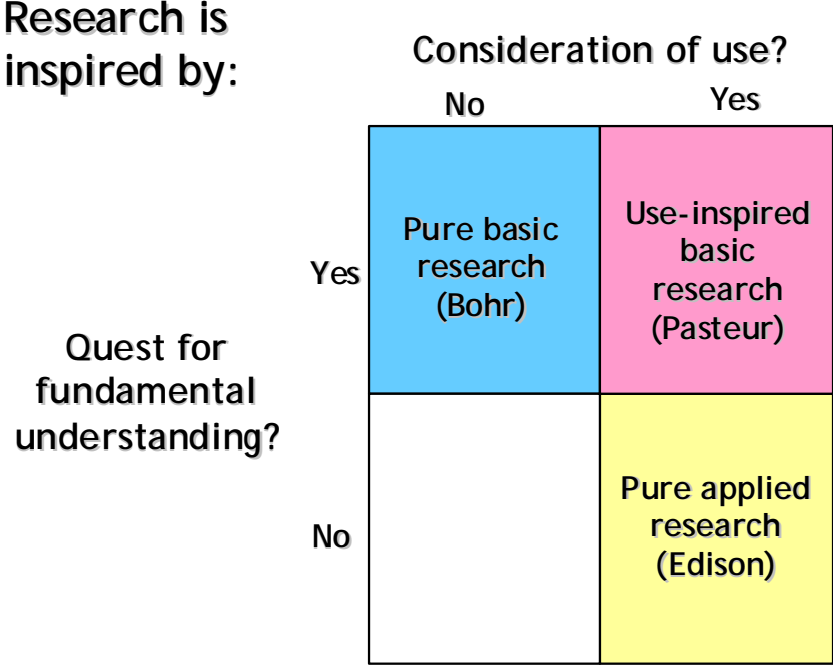 Research is
inspired by:
Consideration of use?
No
Yes
Yes
Pure basic
research
(Bohr)
Use-inspired
basic
research
(Pasteur)
Quest for
fundamental
understanding?
No
Pure applied
research
(Edison)